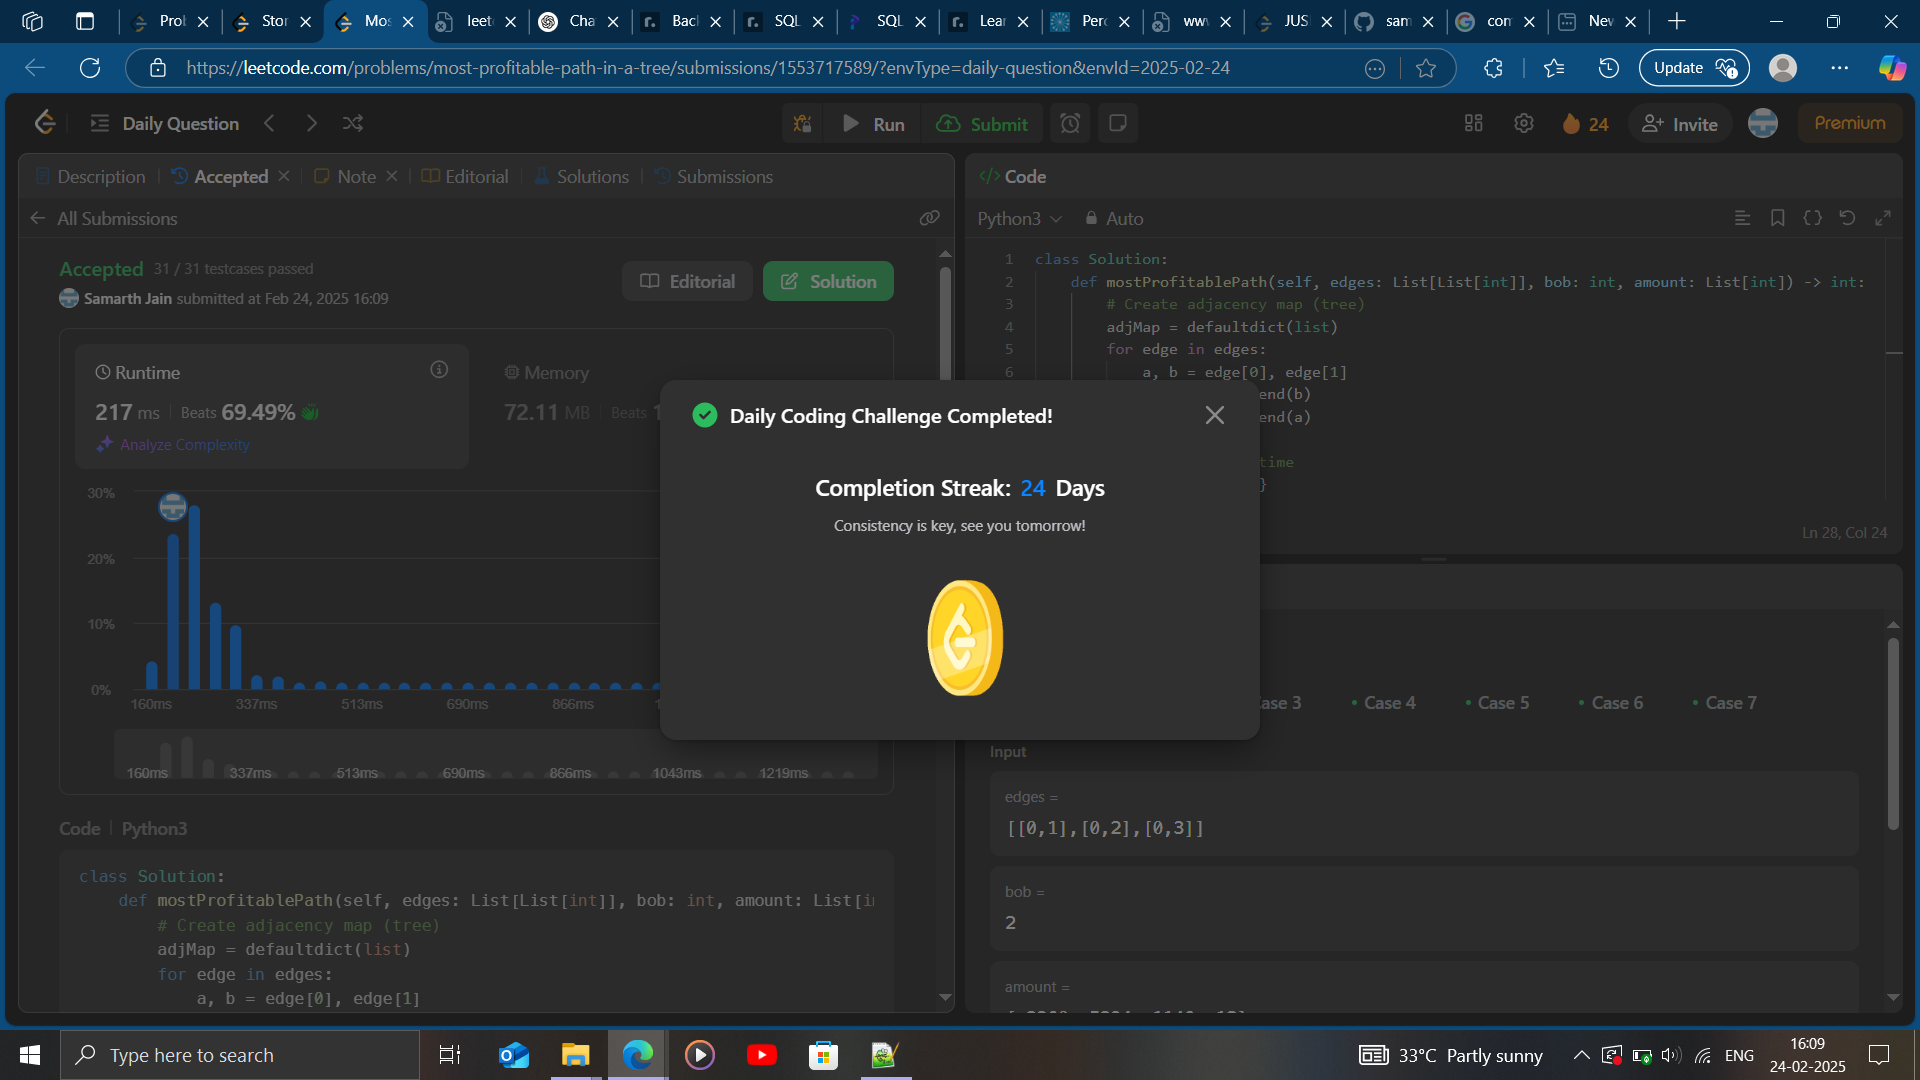 Prob
Stor
Mos
leet
Cha
Bac
SQL
SQL
Lear
Perc
ww
JUS
sam
com
New
https://leetcode.com/problems/most-profitable-path-in-a-tree/submissions/1553717589/?envType=daily-question&envId=2025-02-24
Update
Daily Question
Run
Submit
24
Invite
Premium
Description
Accepted
Note
Editorial
Solutions
Submissions
All Submissions
Accepted 31 / 31 testcases passed
Samarth Jain submitted at Feb 24, 2025 16:09
Editorial
Solution
Runtime
217 ms | Beats 69.49%
Analyze Complexity
Memory
72.11 MB | Beats 1
30%
20%
10%
0%
160ms 337ms 513ms 690ms 866ms 1
160ms 337ms 513ms 690ms 866ms 1043ms 1219ms
Code | Python3
class Solution:
def mostProfitablePath(self, edges: List[List[int]], bob: int, amount: List[in
# Create adjacency map (tree)
adjMap = defaultdict(list)
for edge in edges:
a, b = edge[0], edge[1]
Daily Coding Challenge Completed!
Completion Streak: 24 Days
Consistency is key, see you tomorrow!
</> Code
Python3
Auto
1 class Solution:
2 def mostProfitablePath(self, edges: List[List[int]], bob: int, amount: List[int]) -> int:
3 # Create adjacency map (tree)
4 adjMap = defaultdict(list)
5 for edge in edges:
6 a, b = edge[0], edge[1]
end(b)
end(a)
time
}
Ln 28, Col 24
ase 3
Case 4
Case 5
Case 6
Case 7
Input
edges =
[[0,1],[0,2],[0,3]]
bob =
2
amount =
Type here to search
33°C Partly sunny
ENG
16:09
24-02-2025